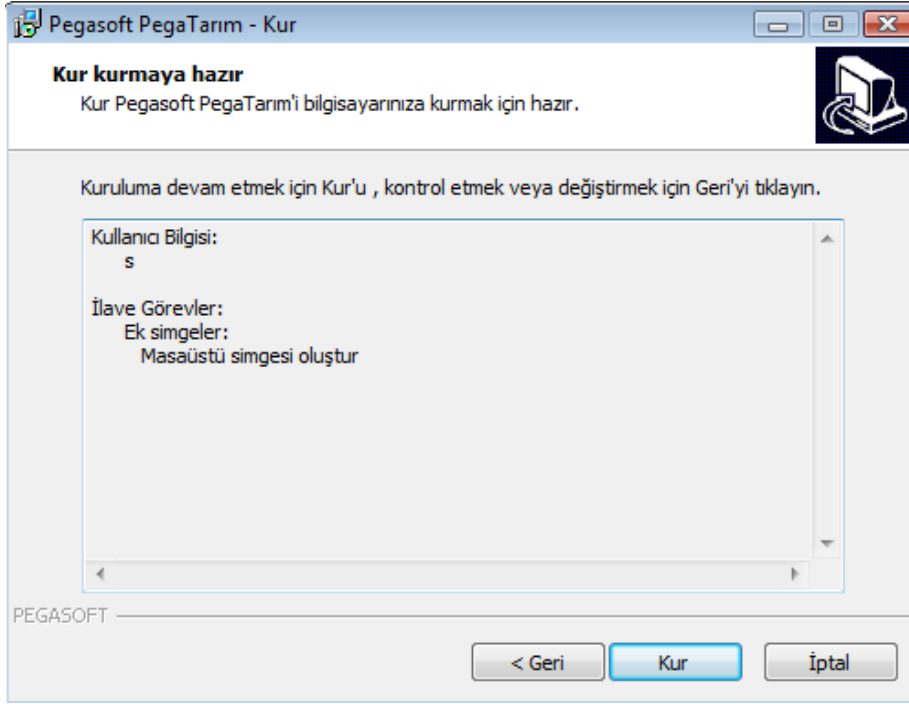 Pegasoft PegaTarım - Kur
Kur kurmaya hazır
Kur Pegasoft PegaTarım'i bilgisayarınıza kurmak için hazır.
Kuruluma devam etmek için Kur'u , kontrol etmek veya değiştirmek için Geri'yi tıklayın.
Kullanıcı Bilgisi:
s
İlave Görevler:
Ek simgeler:
Masaüstü simgesi oluştur
PEGASOFT
< Geri
Kur
İptal